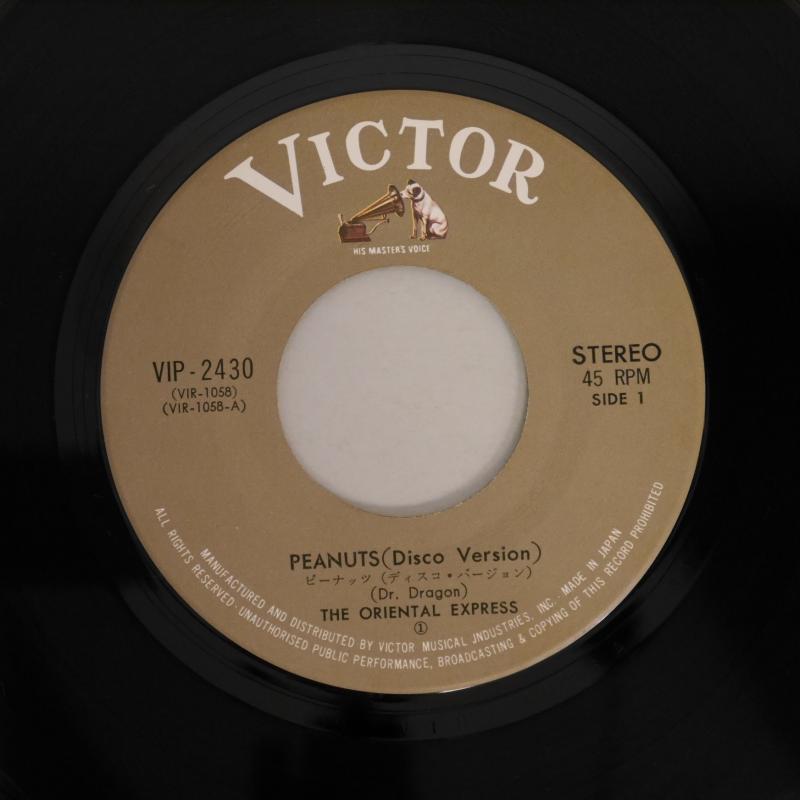 VICTOR
HIS MASTER'S VOICE
VIP-2430
(VIR-1058)
(VIR-1058-A)
STEREO
45 RPM
SIDE 1
PEANUTS(Disco Version)
ピーナッツ (ディスコ・バージョン)
(Dr. Dragon)
THE ORIENTAL EXPRESS
①
MANUFACTURED AND DISTRIBUTED BY VICTOR MUSICAL JNDUSTRIES, INC.· MADE IN JAPAN
ALL RIGHTS RESERVED·UNAUTHORISED PUBLIC PERFORMANCE, BROADCASTING & COPYING OF THIS RECORD PROHIBITED